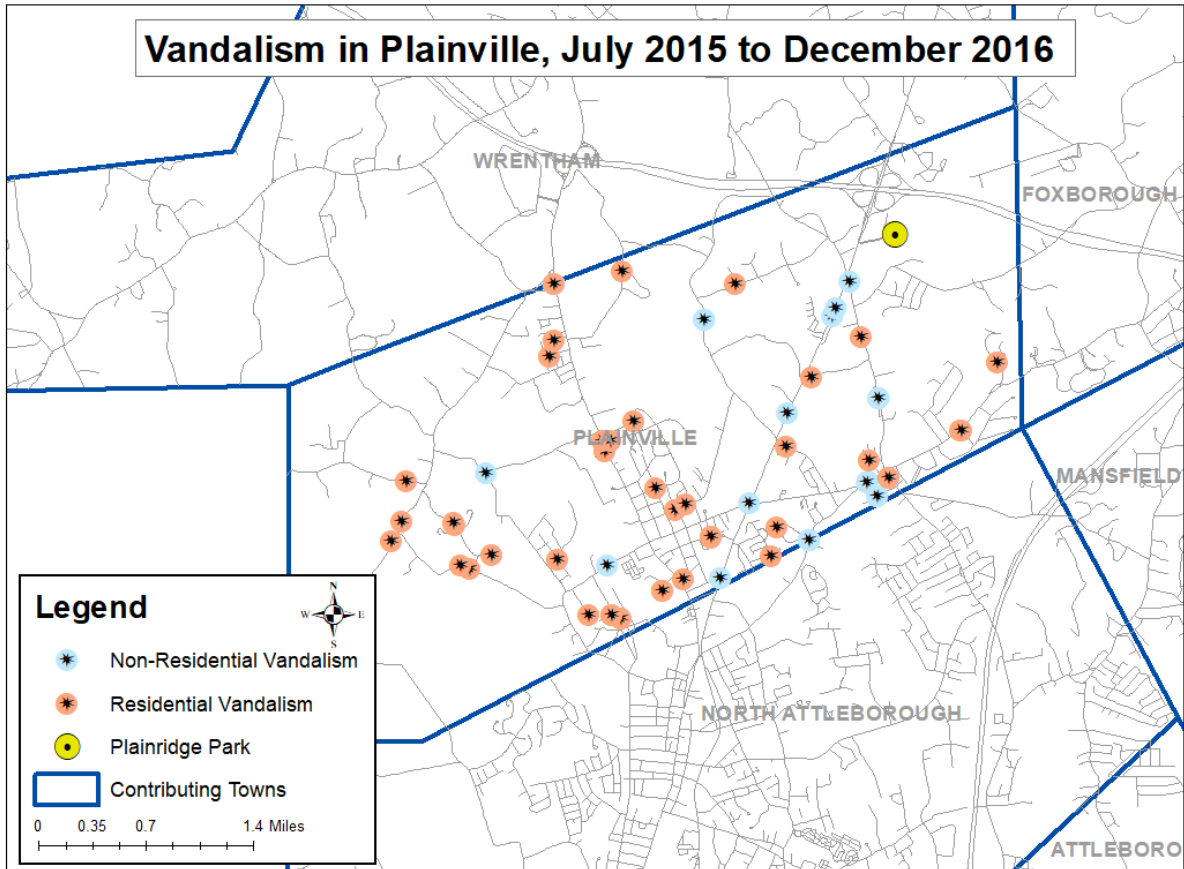 Vandalism in Plainville, July 2015 to December 2016
WRENTHAM
FOXBOROUGH
PLAINVILLE
MANSFIELD
NORTH ATTLEBOROUGH
ATTLEBORO
Legend
N
W E
S
Non-Residential Vandalism
Residential Vandalism
Plainridge Park
Contributing Towns
0 0.35 0.7 1.4 Miles